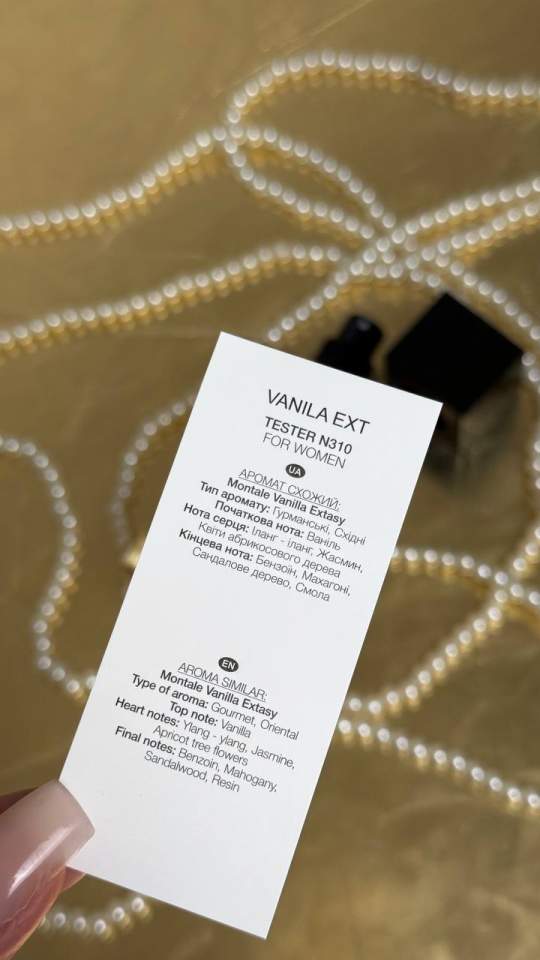 VANILA EXT
TESTER N310
FOR WOMEN
UA
АРОМАТ СХОЖИЙ:
Montale Vanilla Extasy
Тип аромату: Гурманські, Східні
Початкова нота: Ваніль
Нота серця: Іланг - іланг, Жасмин,
Квіти абрикосового дерева
Кінцева нота: Бензоїн, Махагоні,
Сандалове дерево, Смола
EN
AROMA SIMILAR:
Montale Vanilla Extasy
Type of aroma: Gourmet, Oriental
Top note: Vanilla
Heart notes: Ylang - ylang, Jasmine,
Apricot tree flowers
Final notes: Benzoin, Mahogany,
Sandalwood, Resin